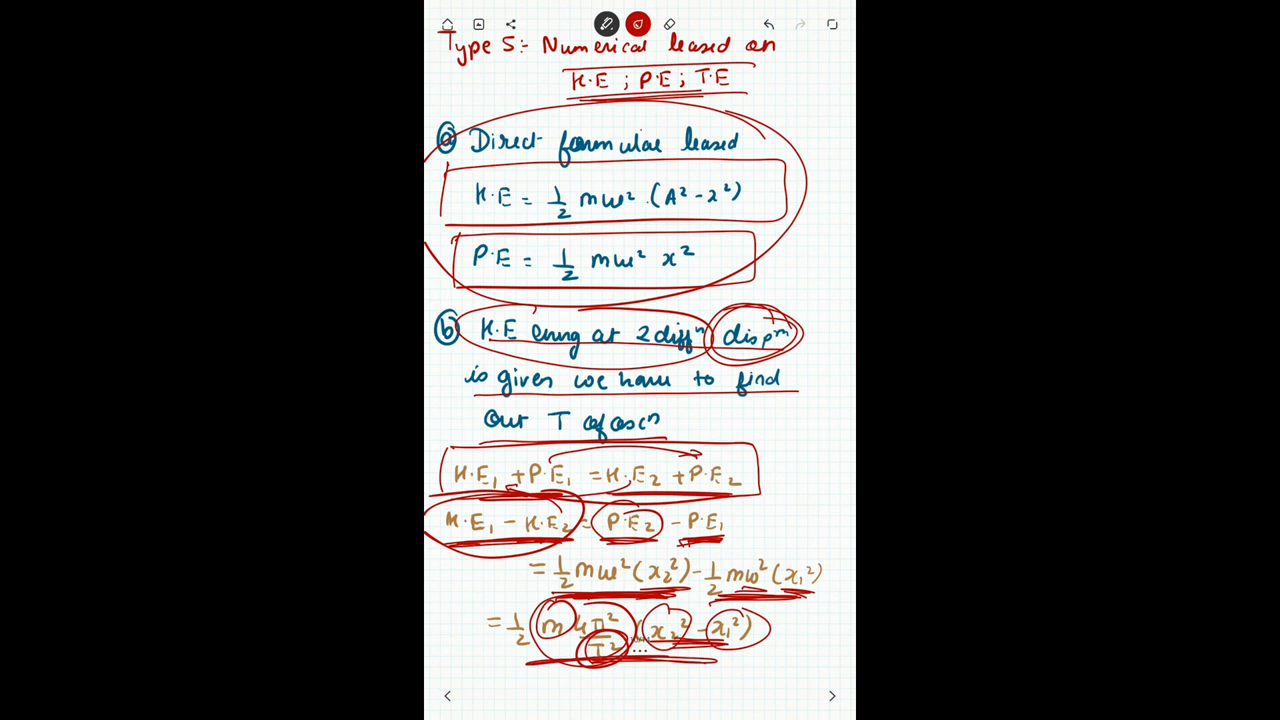 Type 5:- Numerical based on
K.E ; P.E ; T.E
(a) Direct formulae based
K.E = 1/2 mω² . (A² - x²)
P.E = 1/2 mω² x²
(b) K.E at 2 diffⁿ dispᵐ
is given we have to find
Out T of oscⁿ
K.E₁ + P.E₁ = K.E₂ + P.E₂
K.E₁ - K.E₂ = P.E₂ - P.E₁
= 1/2 mω² (x₂²) - 1/2 mω² (x₁²)
= 1/2 m 4π²/T² (x₂² - x₁²)